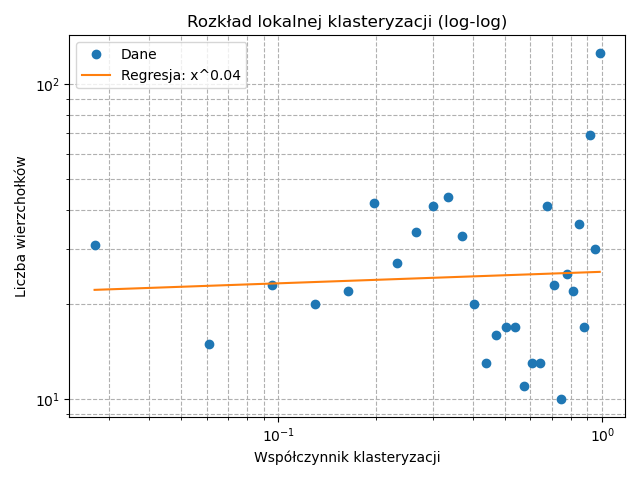 Rozkład lokalnej klasteryzacji (log-log)
Dane
Regresja: x^0.04
Liczba wierzchołków
10^2
10^1
10^-1
10^0
Współczynnik klasteryzacji